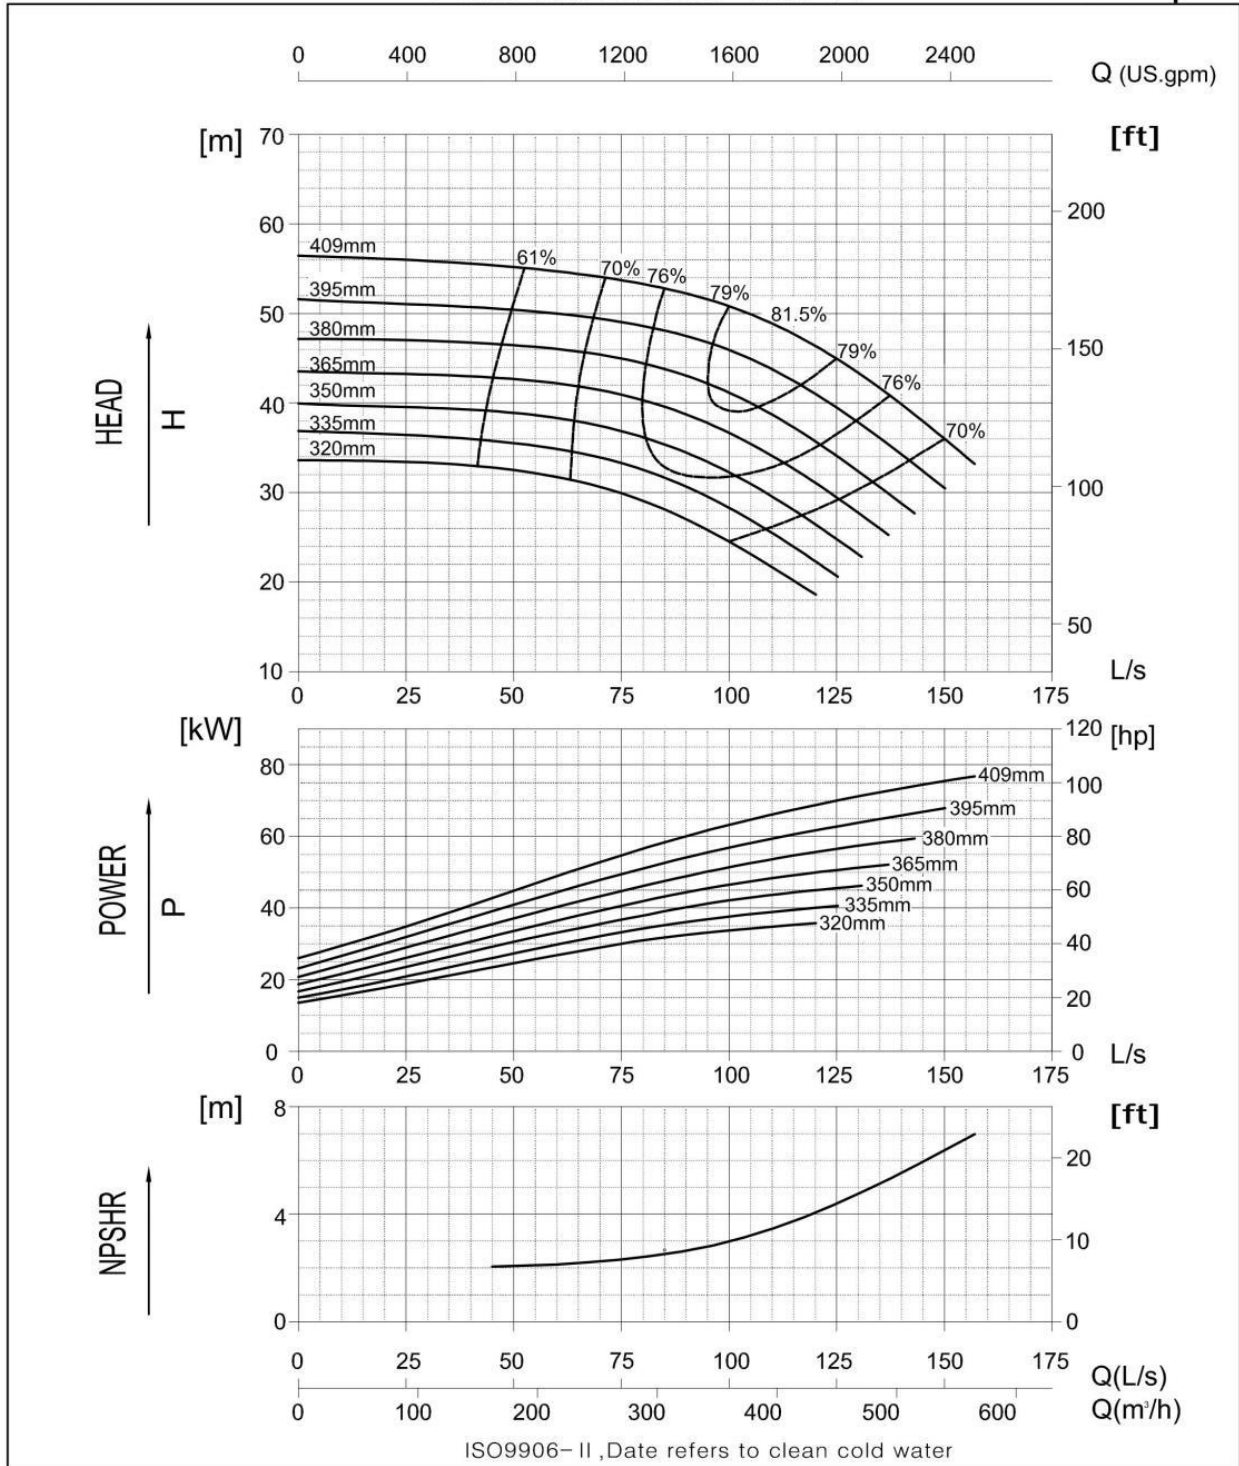 0 400 800 1200 1600 2000 2400
Q (US.gpm)
[m] 70 [ft]
60 200
409mm 61% 70% 76% 79%
395mm 81.5%
50 150
380mm 79%
365mm 76%
350mm
40
335mm 70%
320mm
HEAD H
30 100
20
50
10 L/s
0 25 50 75 100 125 150 175
[kW] 120 [hp]
80 409mm 100
395mm
60 380mm 80
365mm
350mm 60
40 335mm
320mm
40
POWER P
20 20
0 0 L/s
0 25 50 75 100 125 150 175
[m] 8 [ft]
20
4
10
NPSHR
0 0
0 25 50 75 100 125 150 175
Q(L/s)
0 100 200 300 400 500 600 Q(m³/h)
ISO9906-II ,Date refers to clean cold water